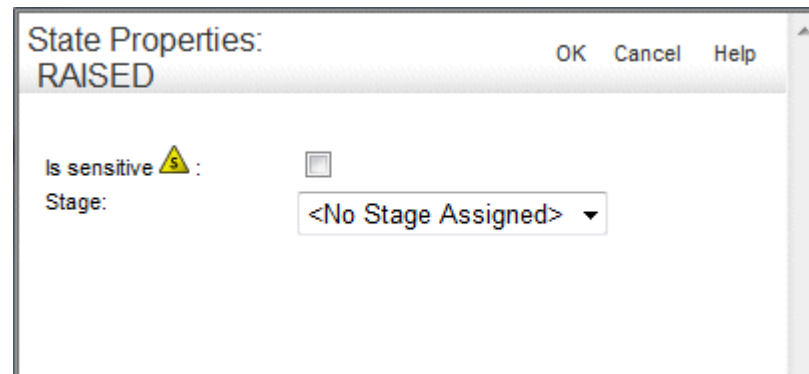 State Properties:
RAISED
OK Cancel Help
Is sensitive S :
Stage:
<No Stage Assigned>